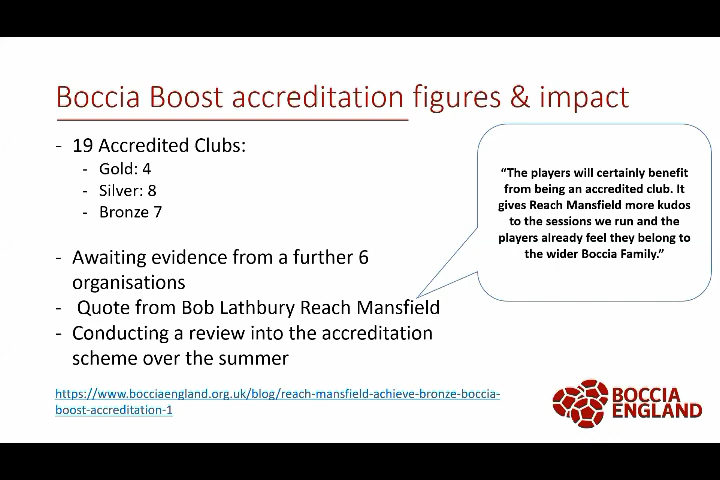 Boccia Boost accreditation figures & impact
- 19 Accredited Clubs:
- Gold: 4
- Silver: 8
- Bronze 7
- Awaiting evidence from a further 6
organisations
- Quote from Bob Lathbury Reach Mansfield
- Conducting a review into the accreditation
scheme over the summer
https://www.bocciaengland.org.uk/blog/reach-mansfield-achieve-bronze-boccia-
boost-accreditation-1
“The players will certainly benefit
from being an accredited club. It
gives Reach Mansfield more kudos
to the sessions we run and the
players already feel they belong to
the wider Boccia Family.”
BOCCIA
ENGLAND